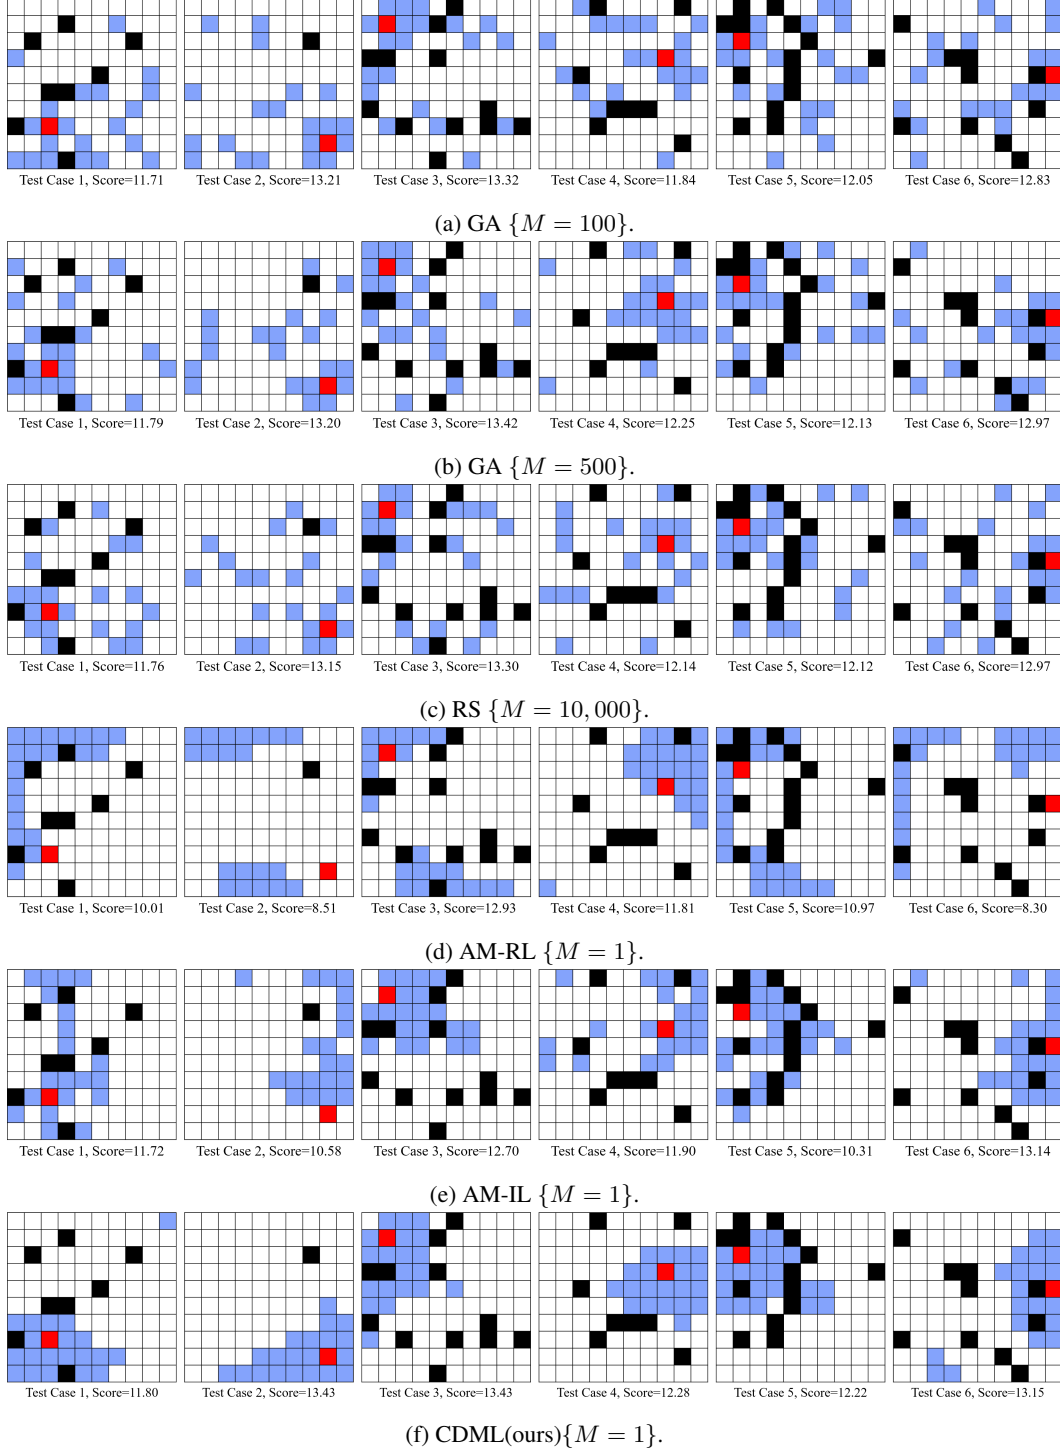 Test Case 1, Score=11.71 Test Case 2, Score=13.21 Test Case 3, Score=13.32 Test Case 4, Score=11.84 Test Case 5, Score=12.05 Test Case 6, Score=12.83
(a) GA {M = 100}.
Test Case 1, Score=11.79 Test Case 2, Score=13.20 Test Case 3, Score=13.42 Test Case 4, Score=12.25 Test Case 5, Score=12.13 Test Case 6, Score=12.97
(b) GA {M = 500}.
Test Case 1, Score=11.76 Test Case 2, Score=13.15 Test Case 3, Score=13.30 Test Case 4, Score=12.14 Test Case 5, Score=12.12 Test Case 6, Score=12.97
(c) RS {M = 10,000}.
Test Case 1, Score=10.01 Test Case 2, Score=8.51 Test Case 3, Score=12.93 Test Case 4, Score=11.81 Test Case 5, Score=10.97 Test Case 6, Score=8.30
(d) AM-RL {M = 1}.
Test Case 1, Score=11.72 Test Case 2, Score=10.58 Test Case 3, Score=12.70 Test Case 4, Score=11.90 Test Case 5, Score=10.31 Test Case 6, Score=13.14
(e) AM-IL {M = 1}.
Test Case 1, Score=11.80 Test Case 2, Score=13.43 Test Case 3, Score=13.43 Test Case 4, Score=12.28 Test Case 5, Score=12.22 Test Case 6, Score=13.15
(f) CDML(ours){M = 1}.